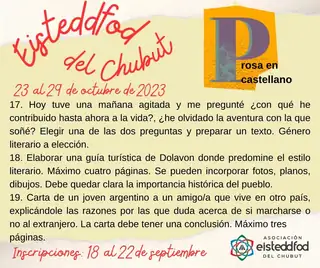 Eisteddfod
del Chubut
23 al 29 de octubre de 2023
P
rosa en
castellano
17. Hoy tuve una mañana agitada y me pregunté ¿con qué he
contribuido hasta ahora a la vida?, ¿he olvidado la aventura con la que
soñé? Elegir una de las dos preguntas y preparar un texto. Género
literario a elección.
18. Elaborar una guía turística de Dolavon donde predomine el estilo
literario. Máximo cuatro páginas. Se pueden incorporar fotos, planos,
dibujos. Debe quedar clara la importancia histórica del pueblo.
19. Carta de un joven argentino a un amigo/a que vive en otro país,
explicándole las razones por las que duda acerca de si marcharse o
no al extranjero. La carta debe tener una conclusión. Máximo tres
páginas.
Inscripciones: 18 al 22 de septiembre
ASOCIACIÓN
eisteddfod
DEL CHUBUT